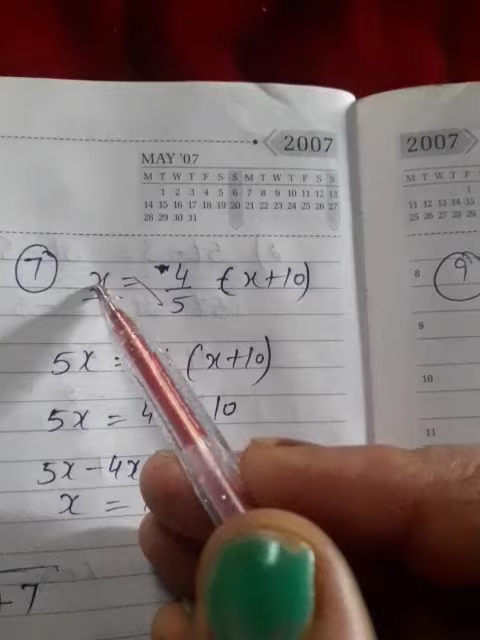 2007
2007
MAY '07
M T W T F S S M T W T F S S
1 2 3 4 5 6 7 8 9 10 11 12 13
14 15 16 17 18 19 20 21 22 23 24 25 26 27
28 29 30 31
M T W T F S
1
11 12 13 14 15
25 26 27 28 29
7
x = 4/5 (x+10)
8
9
9
5x = (x+10)
10
5x = 4 10
11
5x - 4x
x =
+7